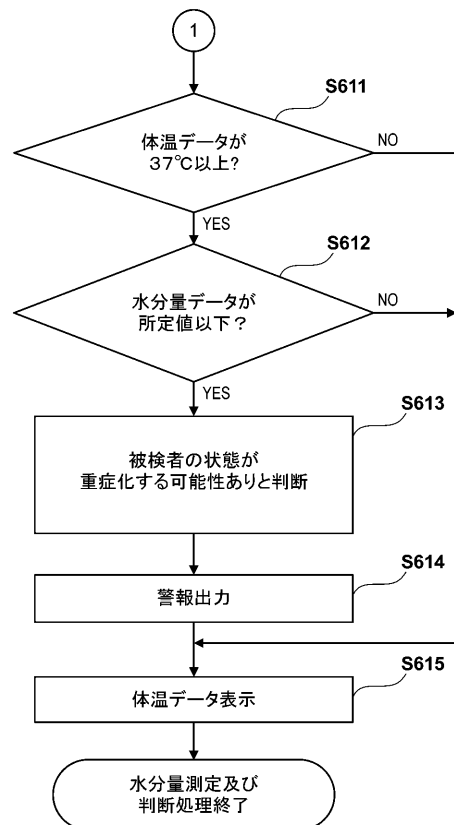 1
S611
体温データが
37℃以上?
NO
YES
S612
水分量データが
所定値以下?
NO
YES
S613
被検者の状態が
重症化する可能性ありと判断
S614
警報出力
S615
体温データ表示
水分量測定及び
判断処理終了